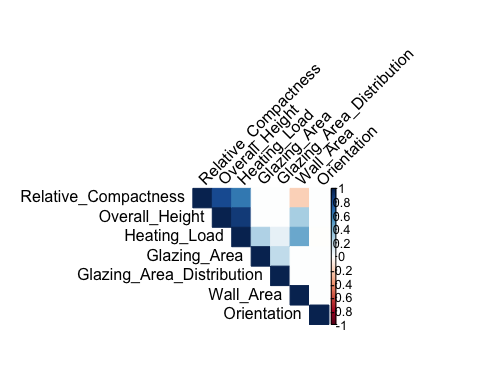 Relative_Compactness
Overall_Height
Heating_Load
Glazing_Area
Glazing_Area_Distribution
Wall_Area
Orientation
Relative_Compactness
Overall_Height
Heating_Load
Glazing_Area
Glazing_Area_Distribution
Wall_Area
Orientation
1
0.8
0.6
0.4
0.2
0
-0.2
-0.4
-0.6
-0.8
-1